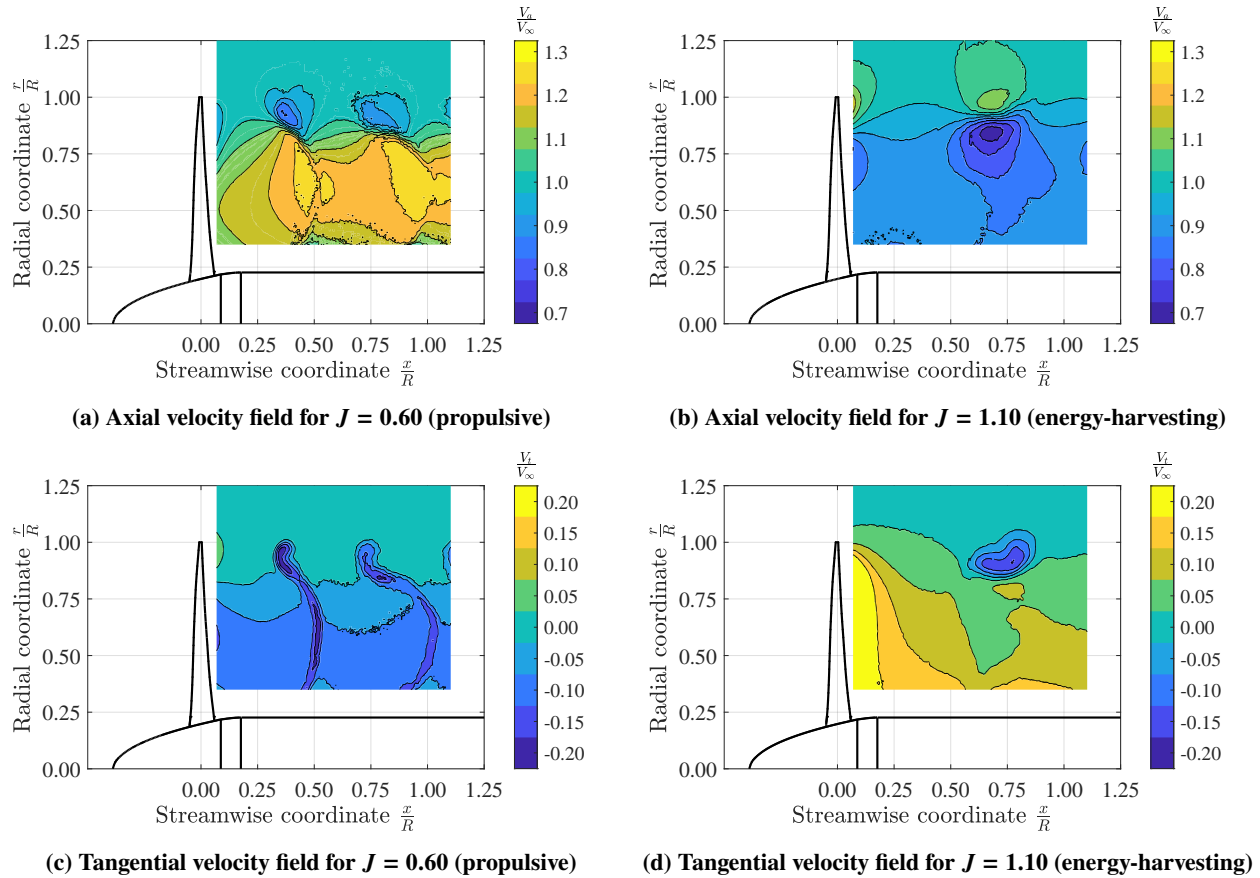 V_a/V_∞
1.25
1.00
0.75
0.50
0.25
0.00
Radial coordinate r/R
0.00 0.25 0.50 0.75 1.00 1.25
Streamwise coordinate x/R
1.3
1.2
1.1
1.0
0.9
0.8
0.7
(a) Axial velocity field for J = 0.60 (propulsive)
V_a/V_∞
1.25
1.00
0.75
0.50
0.25
0.00
Radial coordinate r/R
0.00 0.25 0.50 0.75 1.00 1.25
Streamwise coordinate x/R
1.3
1.2
1.1
1.0
0.9
0.8
0.7
(b) Axial velocity field for J = 1.10 (energy-harvesting)
V_t/V_∞
1.25
1.00
0.75
0.50
0.25
0.00
Radial coordinate r/R
0.00 0.25 0.50 0.75 1.00 1.25
Streamwise coordinate x/R
0.20
0.15
0.10
0.05
0.00
-0.05
-0.10
-0.15
-0.20
(c) Tangential velocity field for J = 0.60 (propulsive)
V_t/V_∞
1.25
1.00
0.75
0.50
0.25
0.00
Radial coordinate r/R
0.00 0.25 0.50 0.75 1.00 1.25
Streamwise coordinate x/R
0.20
0.15
0.10
0.05
0.00
-0.05
-0.10
-0.15
-0.20
(d) Tangential velocity field for J = 1.10 (energy-harvesting)